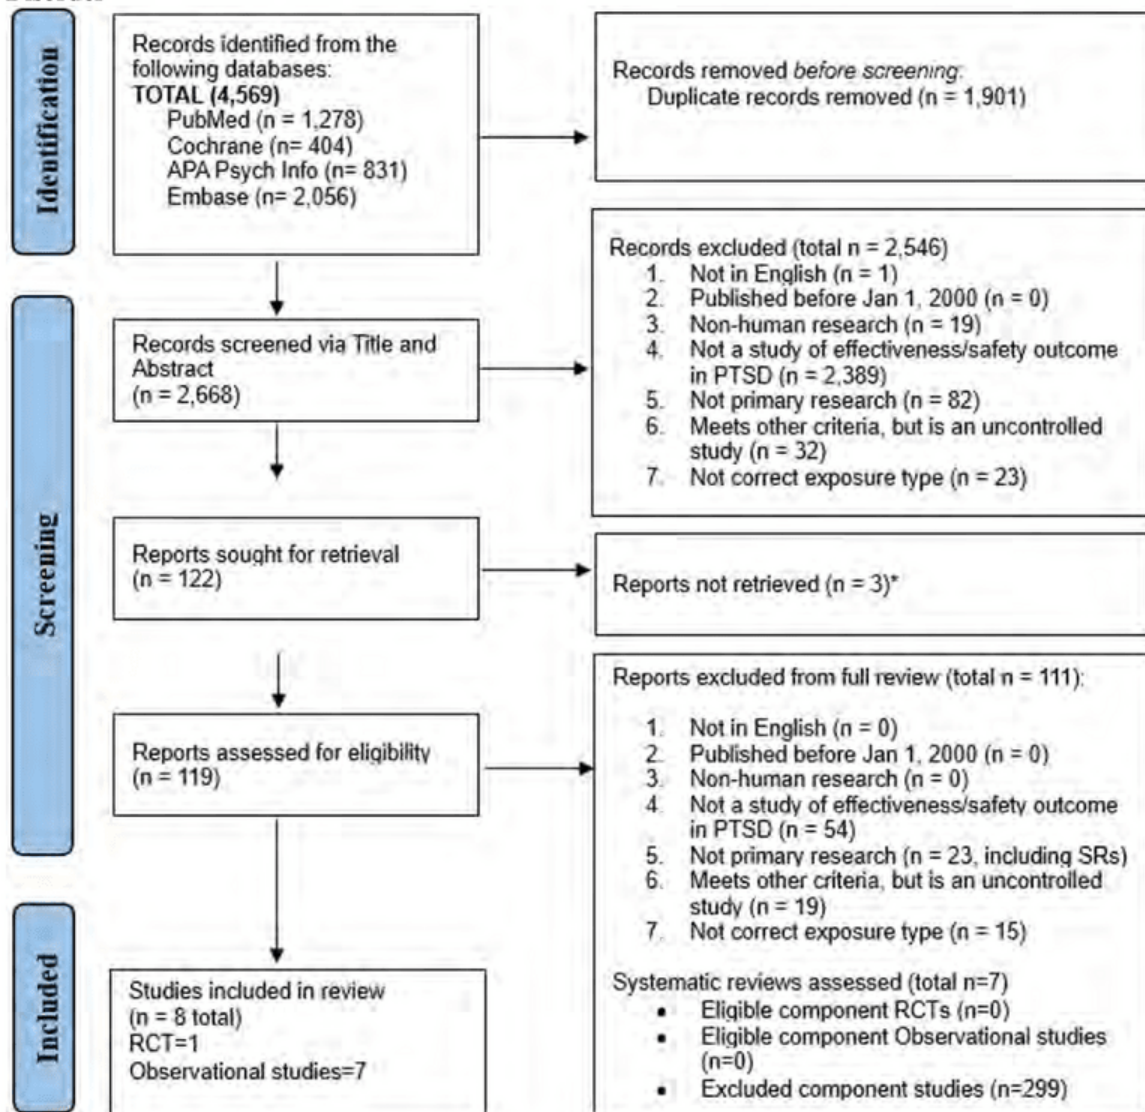 Identification
Records identified from the
following databases:
TOTAL (4,569)
PubMed (n = 1,278)
Cochrane (n= 404)
APA Psych Info (n= 831)
Embase (n= 2,056)
Records removed before screening:
Duplicate records removed (n = 1,901)
Screening
Records screened via Title and
Abstract
(n = 2,668)
Records excluded (total n = 2,546)
1. Not in English (n = 1)
2. Published before Jan 1, 2000 (n = 0)
3. Non-human research (n = 19)
4. Not a study of effectiveness/safety outcome
in PTSD (n = 2,389)
5. Not primary research (n = 82)
6. Meets other criteria, but is an uncontrolled
study (n = 32)
7. Not correct exposure type (n = 23)
Reports sought for retrieval
(n = 122)
Reports not retrieved (n = 3)*
Reports assessed for eligibility
(n = 119)
Reports excluded from full review (total n = 111):
1. Not in English (n = 0)
2. Published before Jan 1, 2000 (n = 0)
3. Non-human research (n = 0)
4. Not a study of effectiveness/safety outcome
in PTSD (n = 54)
5. Not primary research (n = 23, including SRs)
6. Meets other criteria, but is an uncontrolled
study (n = 19)
7. Not correct exposure type (n = 15)
Systematic reviews assessed (total n=7)
• Eligible component RCTs (n=0)
• Eligible component Observational studies
(n=0)
• Excluded component studies (n=299)
Included
Studies included in review
(n = 8 total)
RCT=1
Observational studies=7